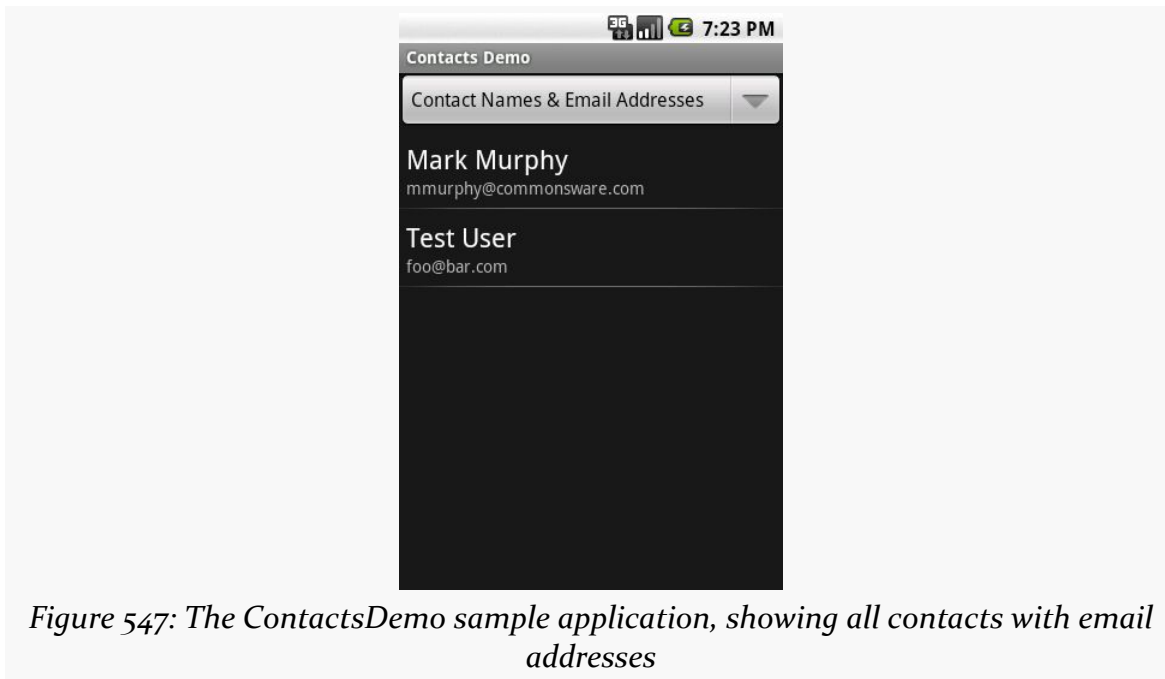 3G 7:23 PM
Contacts Demo
Contact Names & Email Addresses
Mark Murphy
mmurphy@commonsware.com
Test User
foo@bar.com
Figure 547: The ContactsDemo sample application, showing all contacts with email
addresses